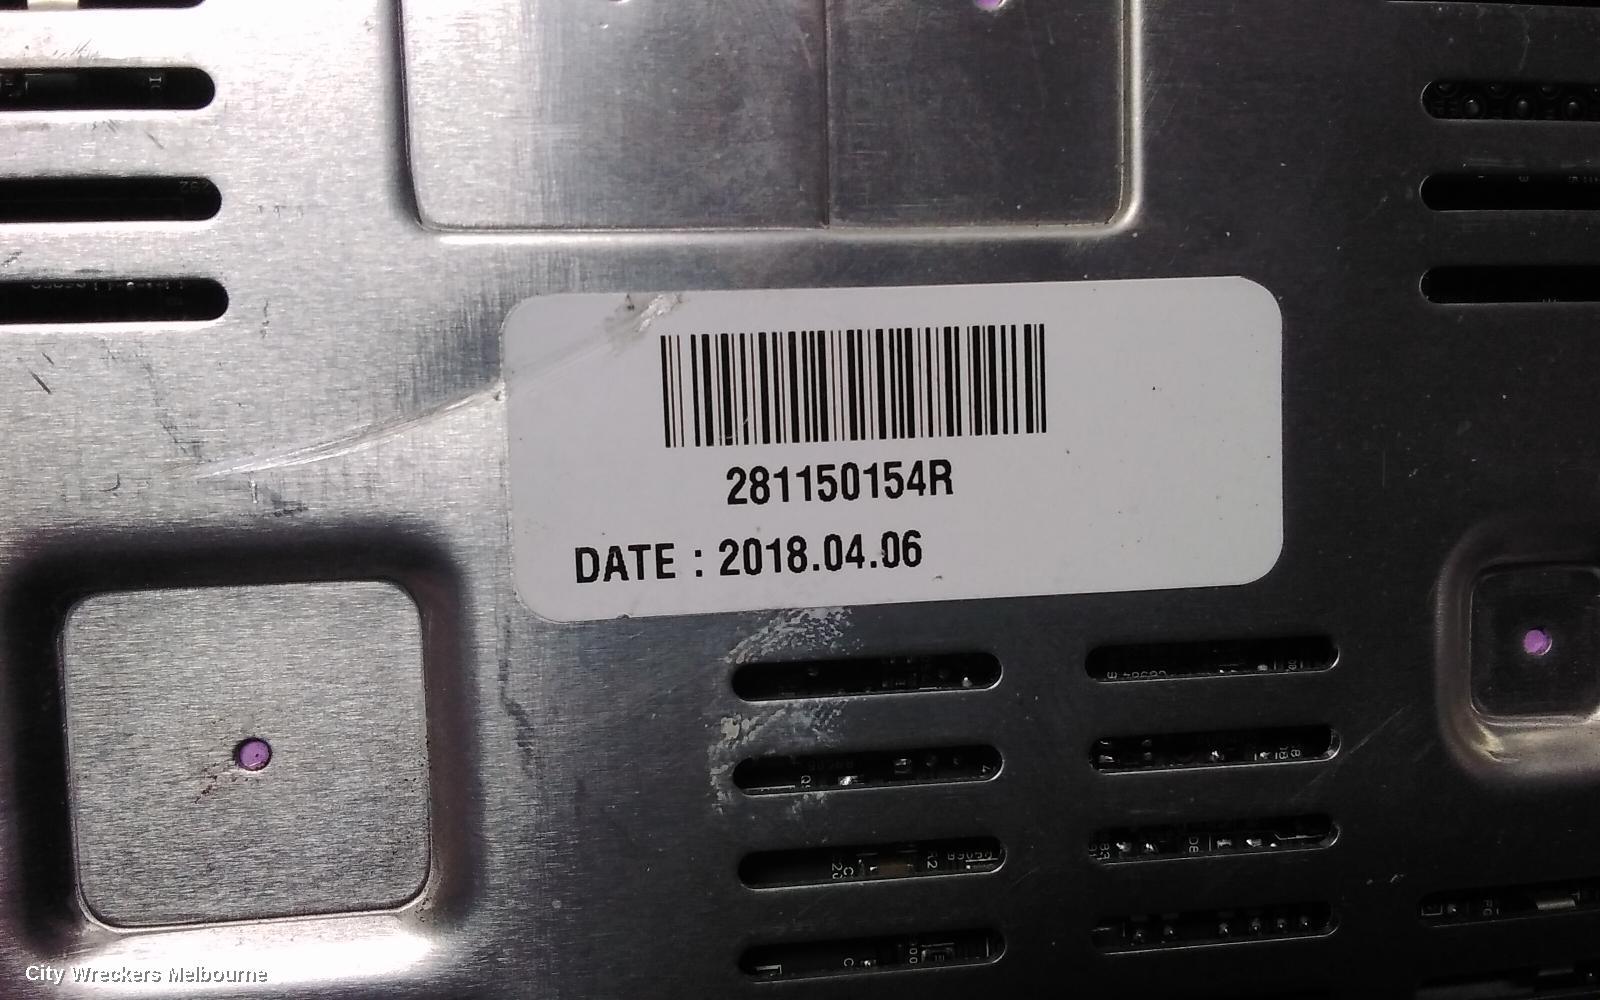 281150154R
DATE : 2018.04.06
City Wreckers Melbourne